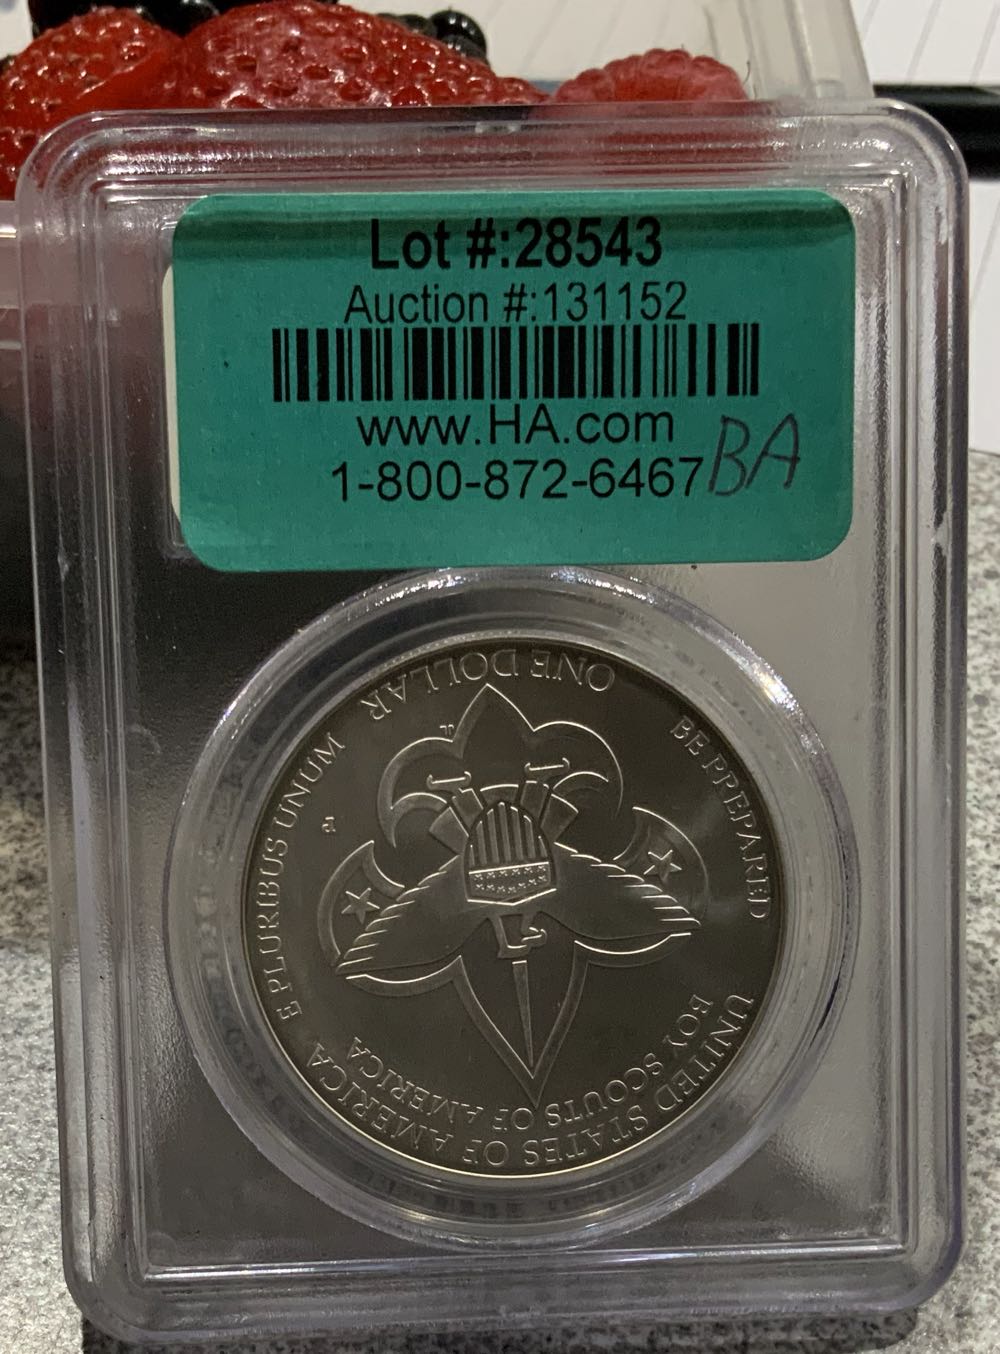 Lot #:28543
Auction #:131152
www.HA.com
1-800-872-6467 BA
ONE DOLLAR
BE PREPARED
E PLURIBUS UNUM
UNITED STATES OF AMERICA
BOY SCOUTS OF AMERICA
P